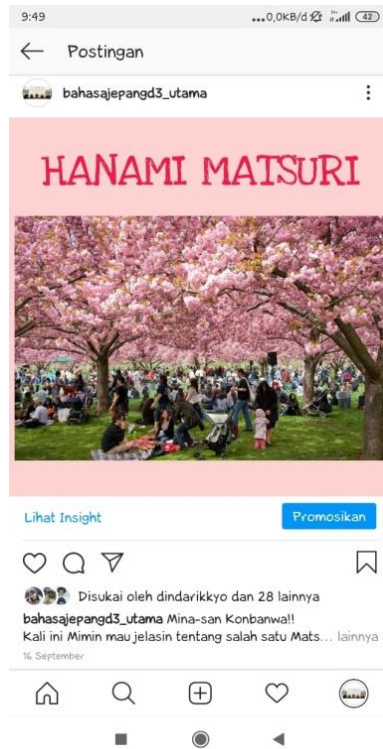 9:49
...0,0KB/d 42
Postingan
bahasajepangd3_utama
HANAMI MATSURI
Lihat Insight
Promosikan
Disukai oleh dindarikkyo dan 28 lainnya
bahasajepangd3_utama Mina-san Konbanwa!!
Kali ini Mimin mau jelasin tentang salah satu Mats... lainnya
16 September